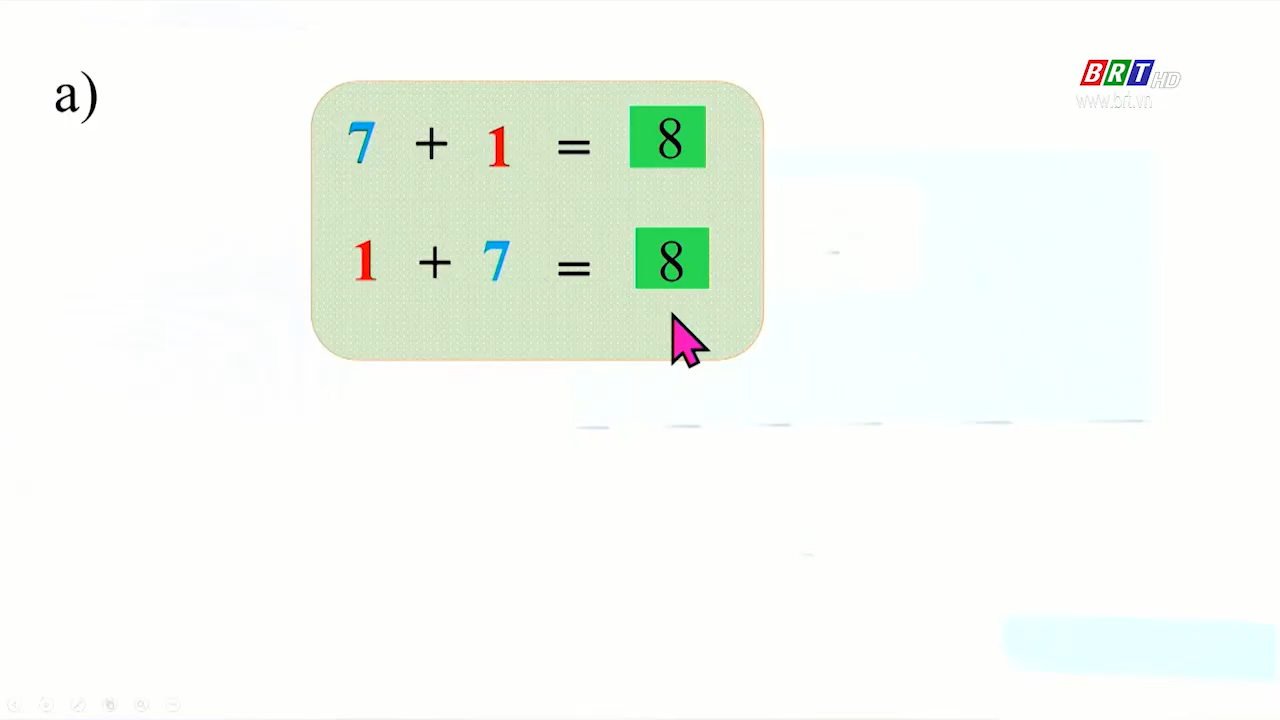 BRT HD
www.brt.vn
a)
7 + 1 = 8
1 + 7 = 8